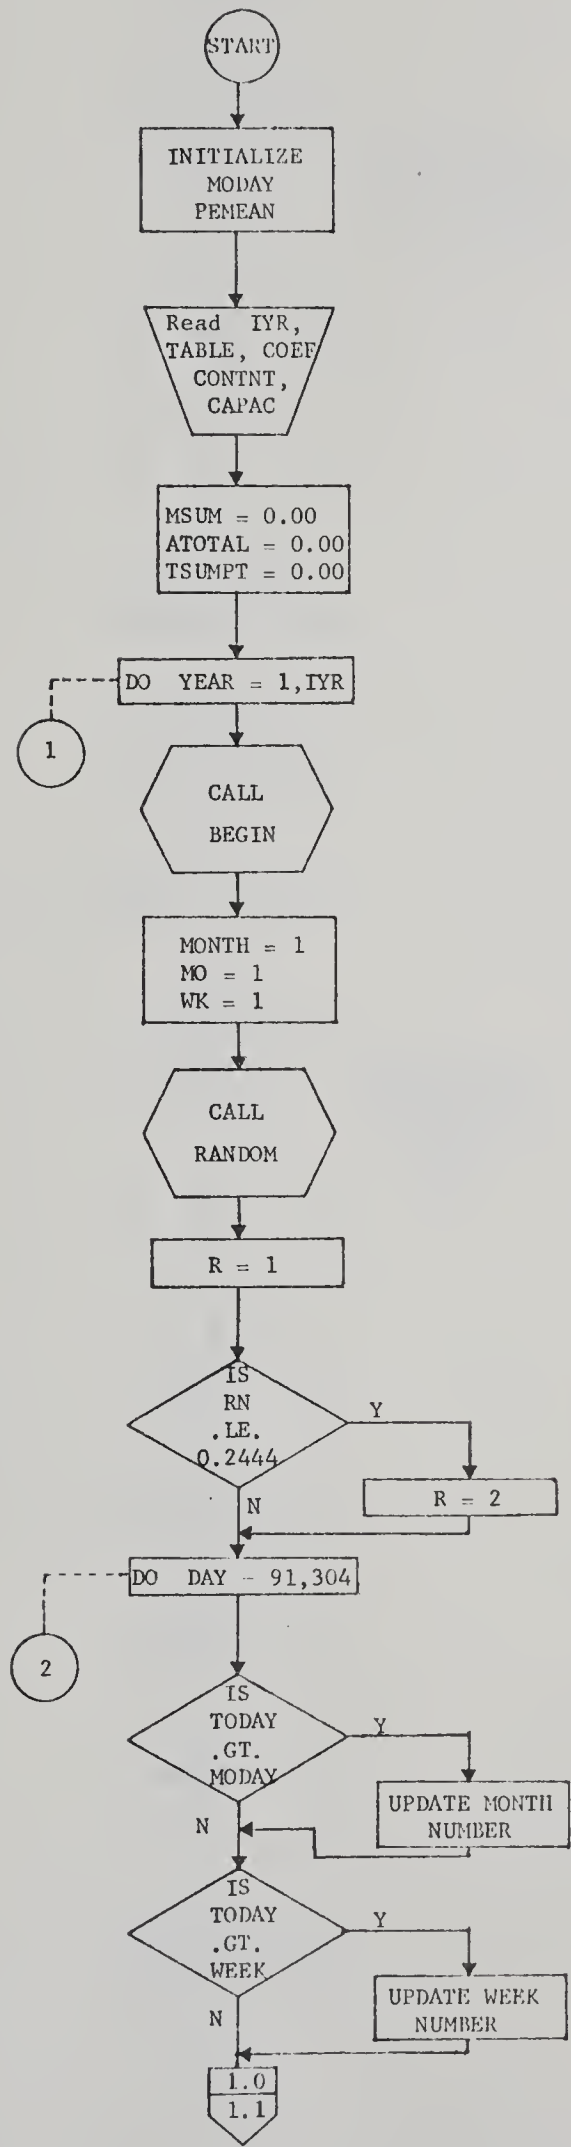 START
INITIALIZE
MODAY
PEMEAN
Read IYR,
TABLE, COEF
CONTNT,
CAPAC
MSUM = 0.00
ATOTAL = 0.00
TSUMPT = 0.00
DO YEAR = 1,IYR
1
CALL
BEGIN
MONTH = 1
MO = 1
WK = 1
CALL
RANDOM
R = 1
IS
RN
.LE.
0.2444
Y
R = 2
N
DO DAY = 91,304
2
IS
TODAY
.GT.
MODAY
Y
UPDATE MONTH
NUMBER
N
IS
TODAY
.GT.
WEEK
Y
UPDATE WEEK
NUMBER
N
1.0
1.1